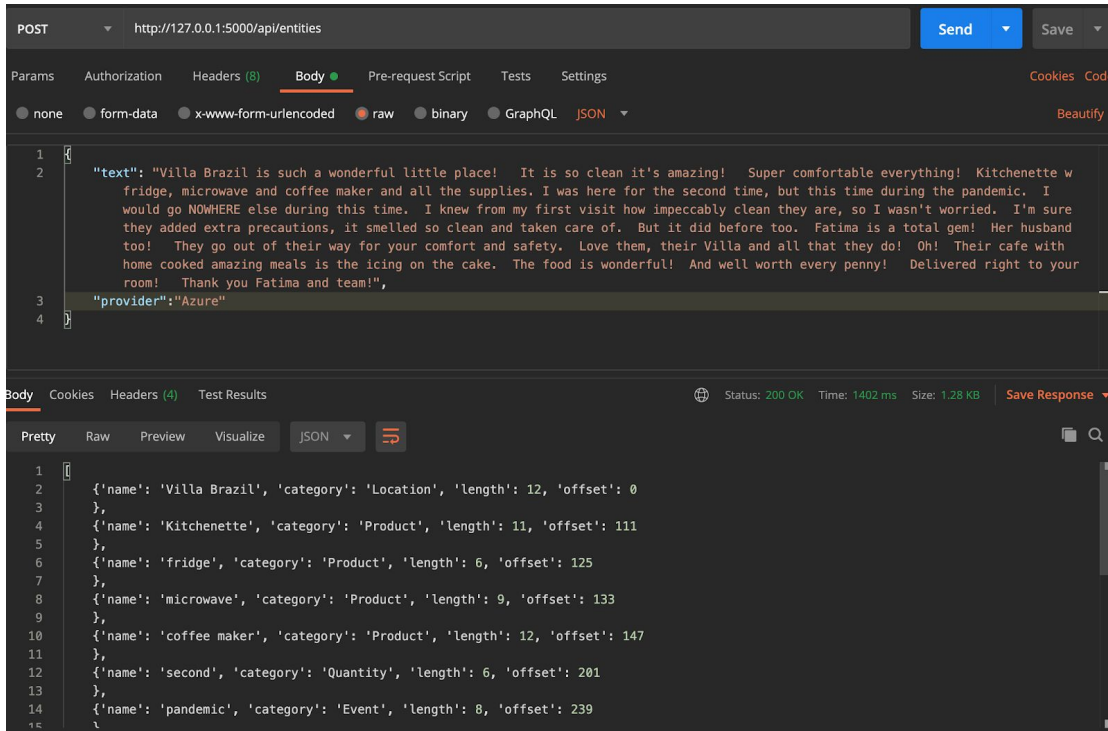 POST http://127.0.0.1:5000/api/entities Send Save
Params Authorization Headers (8) Body Pre-request Script Tests Settings Cookies Cod
none form-data x-www-form-urlencoded raw binary GraphQL JSON Beautify
1 {
2 "text": "Villa Brazil is such a wonderful little place!   It is so clean it's amazing!   Super comfortable everything!  Kitchenette w
fridge, microwave and coffee maker and all the supplies. I was here for the second time, but this time during the pandemic.  I
would go NOWHERE else during this time.  I knew from my first visit how impeccably clean they are, so I wasn't worried.  I'm sure
they added extra precautions, it smelled so clean and taken care of.  But it did before too.  Fatima is a total gem!  Her husband
too!   They go out of their way for your comfort and safety.  Love them, their Villa and all that they do!  Oh!  Their cafe with
home cooked amazing meals is the icing on the cake.  The food is wonderful!  And well worth every penny!   Delivered right to your
room!   Thank you Fatima and team!",
3 "provider":"Azure"
4 }
Body Cookies Headers (4) Test Results Status: 200 OK Time: 1402 ms Size: 1.28 KB Save Response
Pretty Raw Preview Visualize JSON
1 [
2 {'name': 'Villa Brazil', 'category': 'Location', 'length': 12, 'offset': 0
3 },
4 {'name': 'Kitchenette', 'category': 'Product', 'length': 11, 'offset': 111
5 },
6 {'name': 'fridge', 'category': 'Product', 'length': 6, 'offset': 125
7 },
8 {'name': 'microwave', 'category': 'Product', 'length': 9, 'offset': 133
9 },
10 {'name': 'coffee maker', 'category': 'Product', 'length': 12, 'offset': 147
11 },
12 {'name': 'second', 'category': 'Quantity', 'length': 6, 'offset': 201
13 },
14 {'name': 'pandemic', 'category': 'Event', 'length': 8, 'offset': 239
15 }